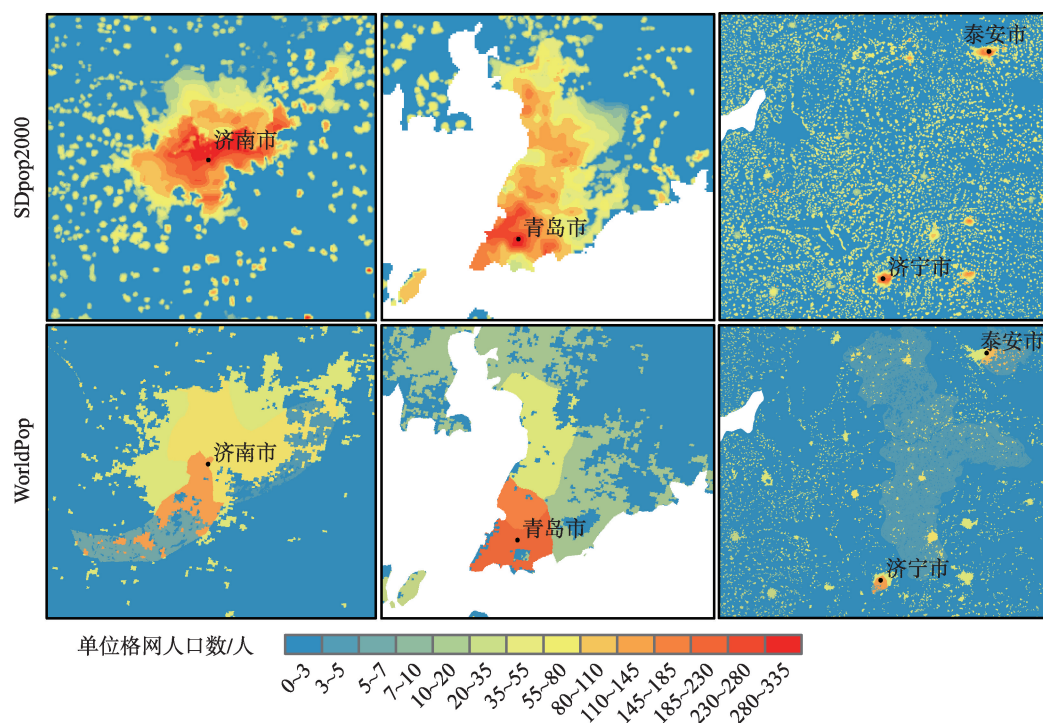 SDpop2000
济南市
青岛市
泰安市
济宁市
WorldPop
济南市
青岛市
泰安市
济宁市
单位格网人口数/人
0~3
3~5
5~7
7~10
10~20
20~35
35~55
55~80
80~110
110~145
145~185
185~230
230~280
280~335